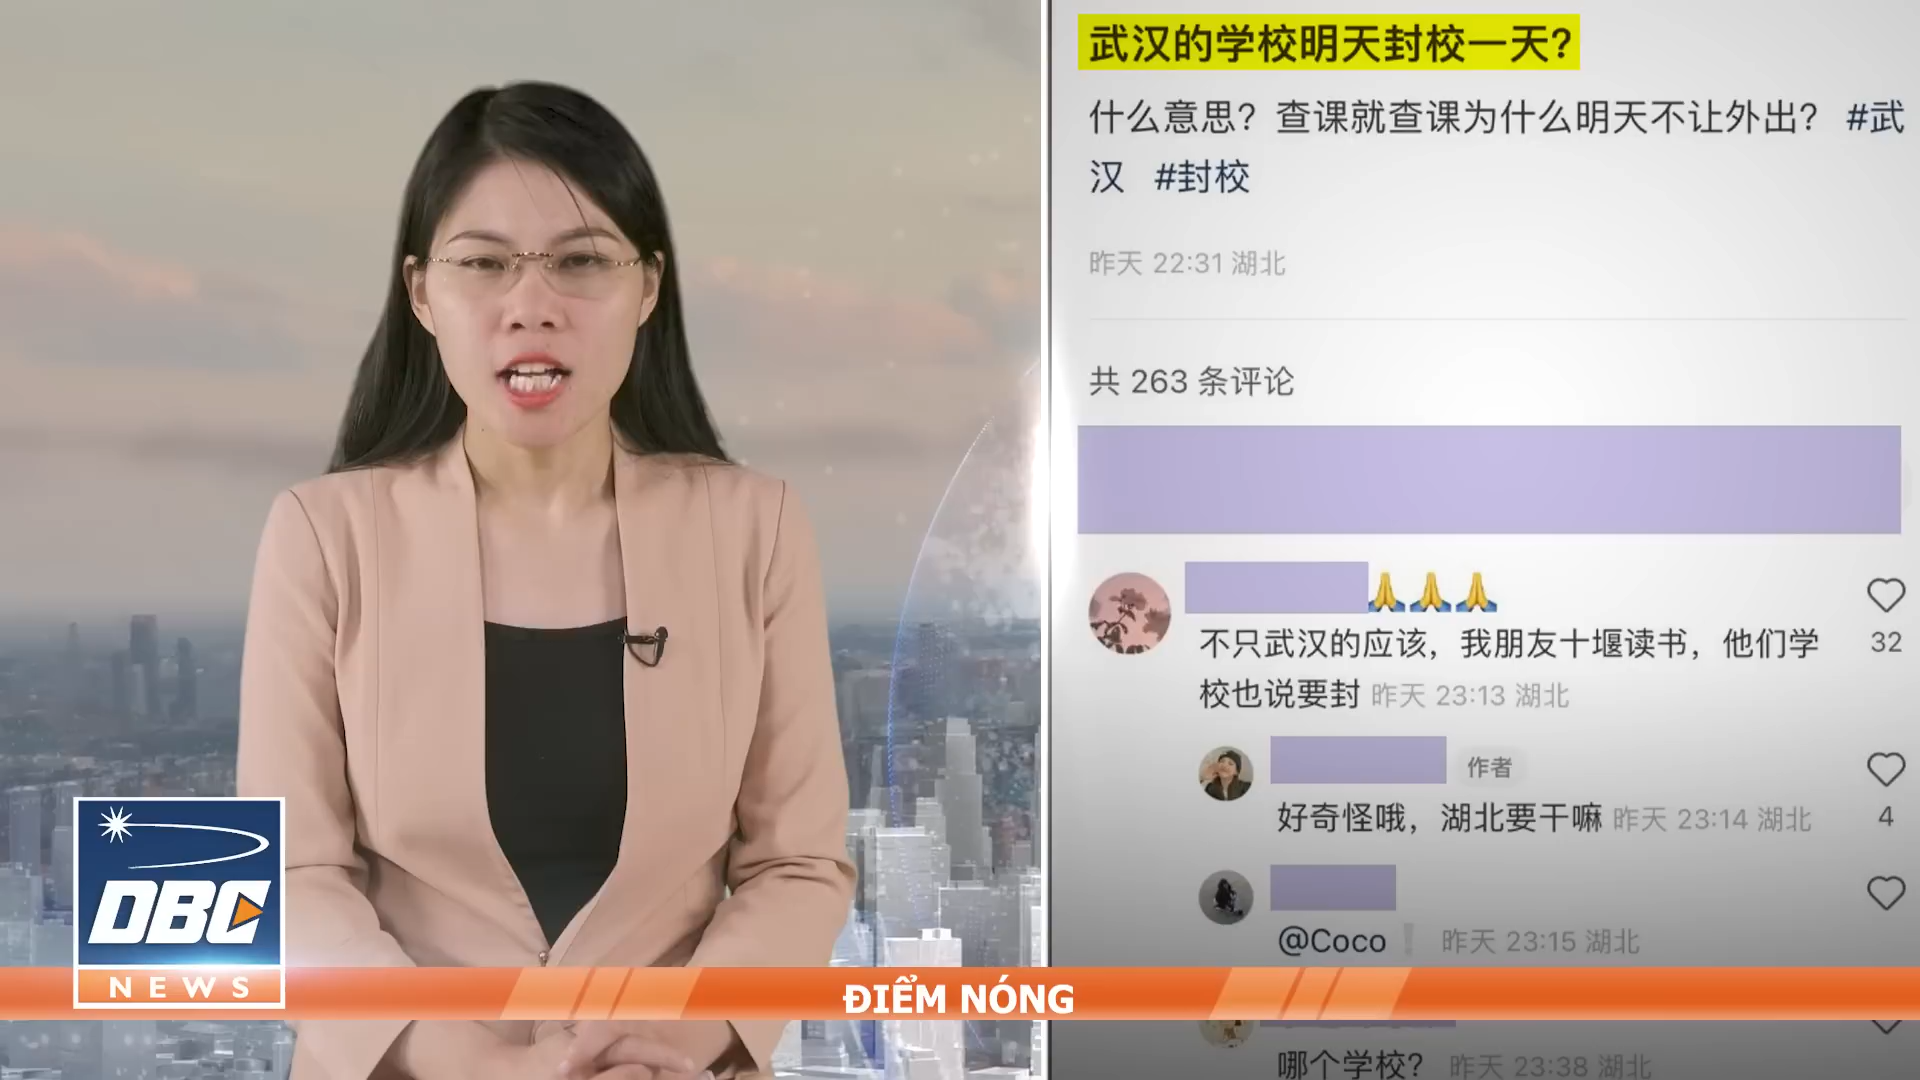 武汉的学校明天封校一天?
什么意思? 查课就查课为什么明天不让外出? #武
汉 #封校
昨天 22:31 湖北
共 263 条评论
🙏🙏🙏
不只武汉的应该，我朋友十堰读书，他们学
校也说要封 昨天 23:13 湖北
32
作者
好奇怪哦，湖北要干嘛 昨天 23:14 湖北
4
@Coco 昨天 23:15 湖北
哪个学校? 昨天 23:38 湖北
DBC
NEWS
ĐIỂM NÓNG